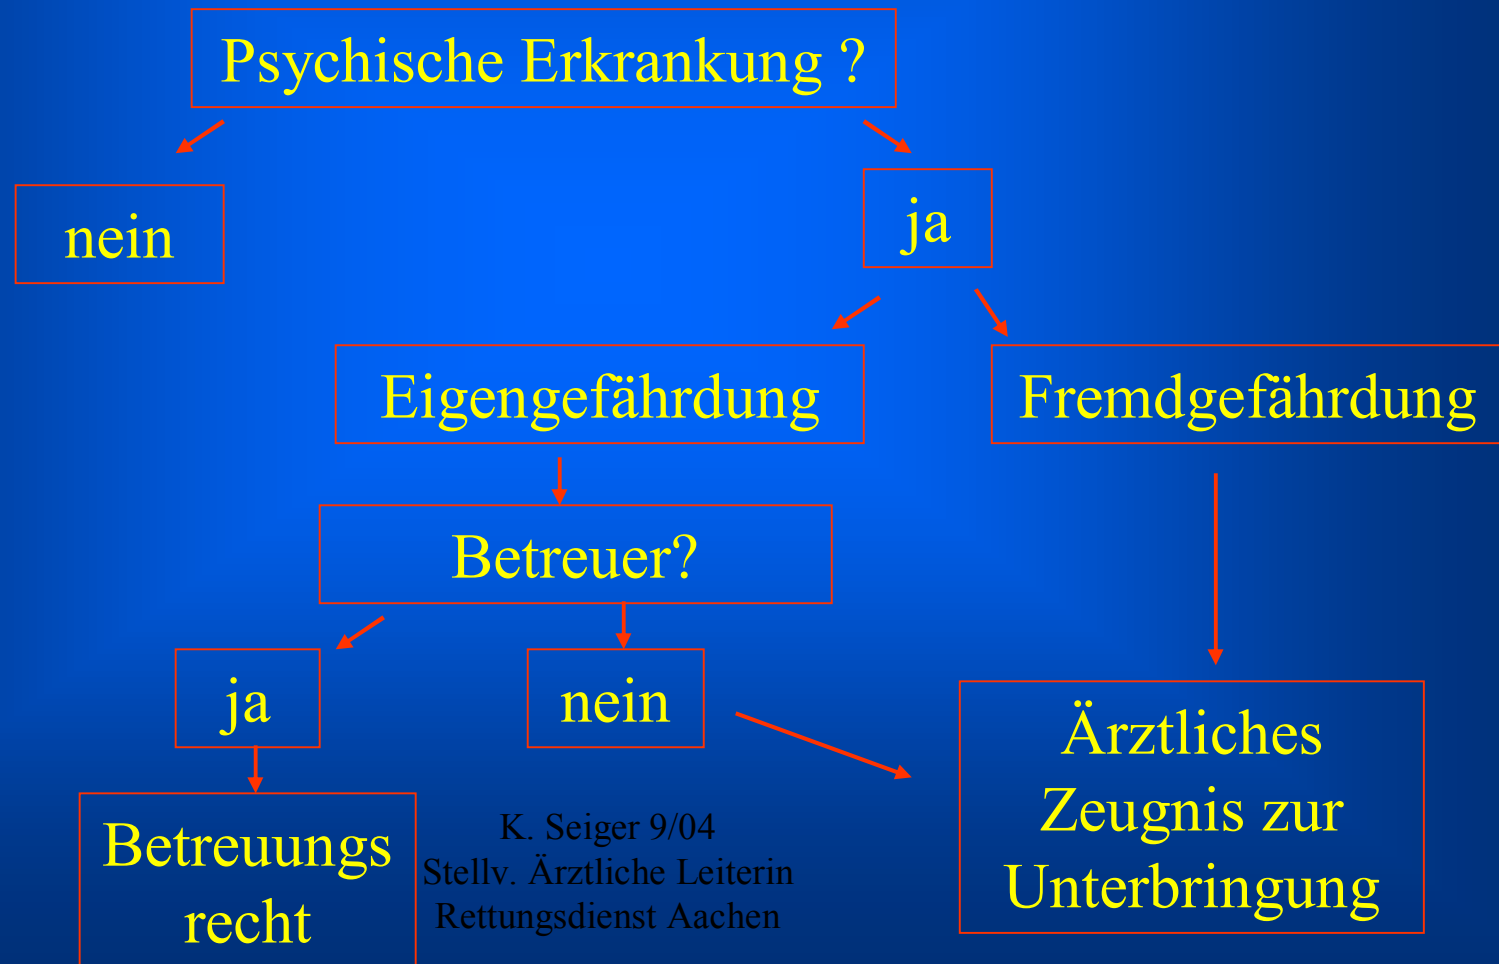 Psychische Erkrankung ?
nein
ja
Eigengefährdung
Fremdgefährdung
Betreuer?
ja
nein
Ärztliches
Zeugnis zur
Unterbringung
Betreuungs
recht
K. Seiger 9/04
Stellv. Ärztliche Leiterin
Rettungsdienst Aachen